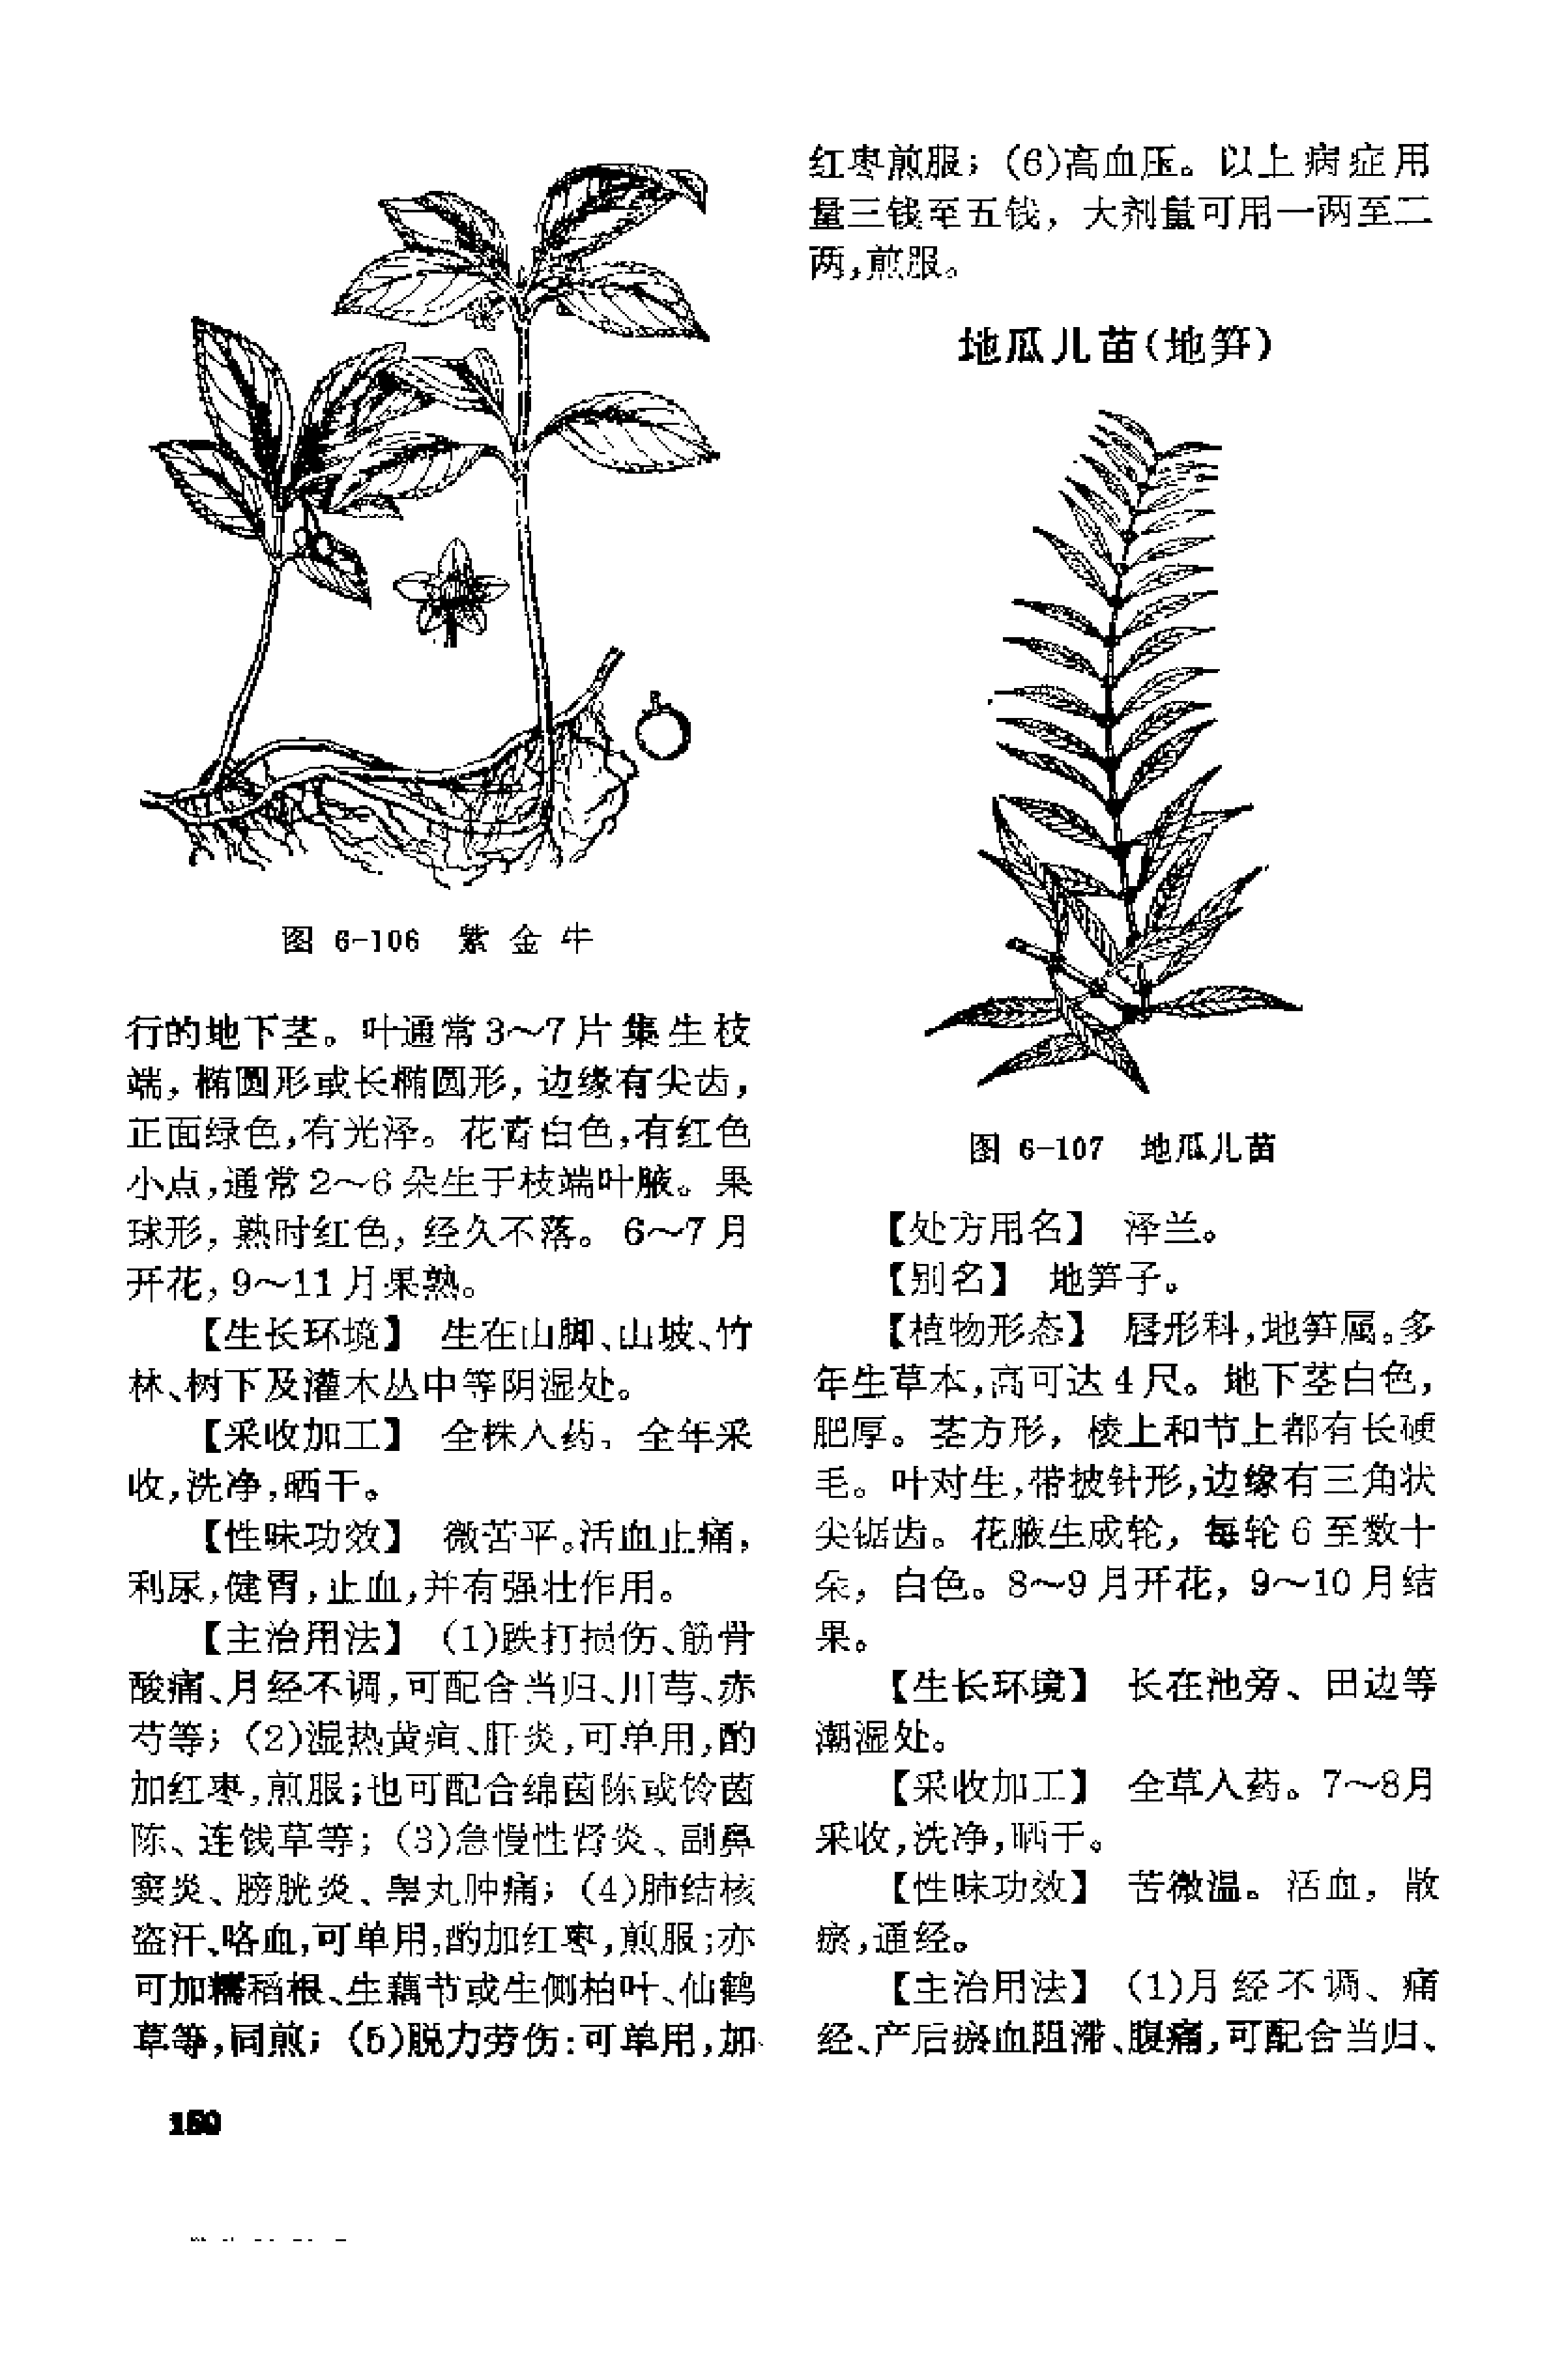 图 6-106 紫金牛
行的地下茎。叶通常3～7片集生枝
端，椭圆形或长椭圆形，边缘有尖齿，
正面绿色，有光泽。花青白色，有红色
小点，通常2～6朵生于枝端叶腋。果
球形，熟时红色，经久不落。6～7月
开花，9～11月果熟。
【生长环境】 生在山脚、山坡、竹
林、树下及灌木丛中等阴湿处。
【采收加工】 全株入药，全年采
收，洗净，晒干。
【性味功效】 微苦平。活血止痛，
利尿，健胃，止血，并有强壮作用。
【主治用法】 (1)跌打损伤、筋骨
酸痛、月经不调，可配合当归、川芎、赤
芍等；(2)湿热黄疸、肝炎，可单用，酌
加红枣，煎服；也可配合绵茵陈或铃茵
陈、连钱草等；(3)急慢性肾炎、副鼻
窦炎、膀胱炎、睾丸肿痛；(4)肺结核
盗汗、咯血，可单用，酌加红枣，煎服；亦
可加糯稻根、生藕节或生侧柏叶、仙鹤
草等，同煎；(5)脱力劳伤：可单用，加
红枣煎服；(6)高血压。以上病症用
量三钱至五钱，大剂量可用一两至二
两，煎服。
地瓜儿苗(地笋)
图 6-107 地瓜儿苗
【处方用名】 泽兰。
【别名】 地笋子。
【植物形态】 唇形科，地笋属。多
年生草本，高可达4尺。地下茎白色，
肥厚。茎方形，棱上和节上都有长硬
毛。叶对生，带披针形，边缘有三角状
尖锯齿。花腋生成轮，每轮6至数十
朵，白色。8～9月开花，9～10月结
果。
【生长环境】 长在池旁、田边等
潮湿处。
【采收加工】 全草入药。7～8月
采收，洗净，晒干。
【性味功效】 苦微温。活血，散
瘀，通经。
【主治用法】 (1)月经不调、痛
经、产后瘀血阻滞、腹痛，可配合当归、
150